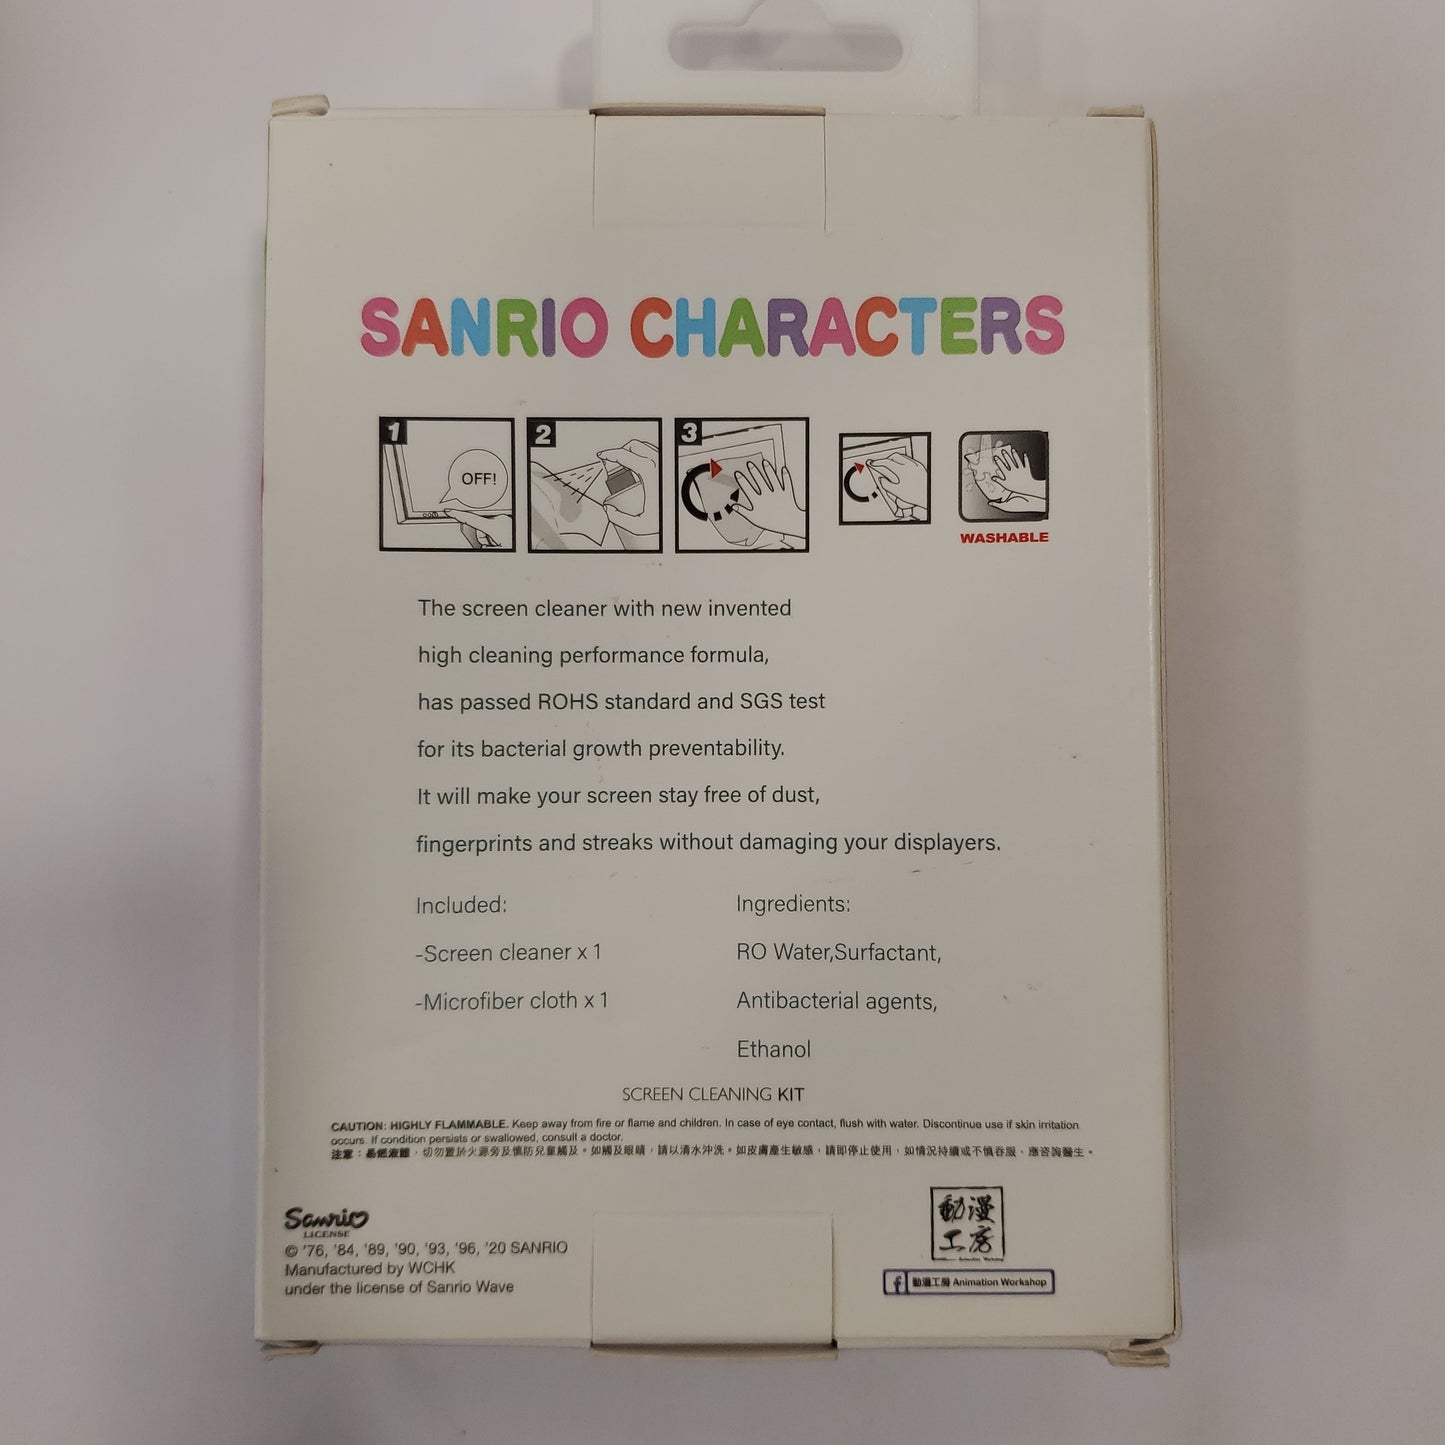 SANRIO CHARACTERS
1
OFF!
2
3
WASHABLE
The screen cleaner with new invented
high cleaning performance formula,
has passed ROHS standard and SGS test
for its bacterial growth preventability.
It will make your screen stay free of dust,
fingerprints and streaks without damaging your displayers.
Included:
-Screen cleaner x 1
-Microfiber cloth x 1
Ingredients:
RO Water,Surfactant,
Antibacterial agents,
Ethanol
SCREEN CLEANING KIT
CAUTION: HIGHLY FLAMMABLE. Keep away from fire or flame and children. In case of eye contact, flush with water. Discontinue use if skin irritation
occurs. If condition persists or swallowed, consult a doctor.
注意：易燃液體，切勿置於火源旁及慎防兒童觸及。如觸及眼睛，請以清水沖洗。如皮膚產生敏感，請即停止使用，如情況持續或不慎吞服，應咨詢醫生。
Sanrio
LICENSE
© '76, '84, '89, '90, '93, '96, '20 SANRIO
Manufactured by WCHK
under the license of Sanrio Wave
動漫
工房
Animation Workshop
f 動漫工房 Animation Workshop